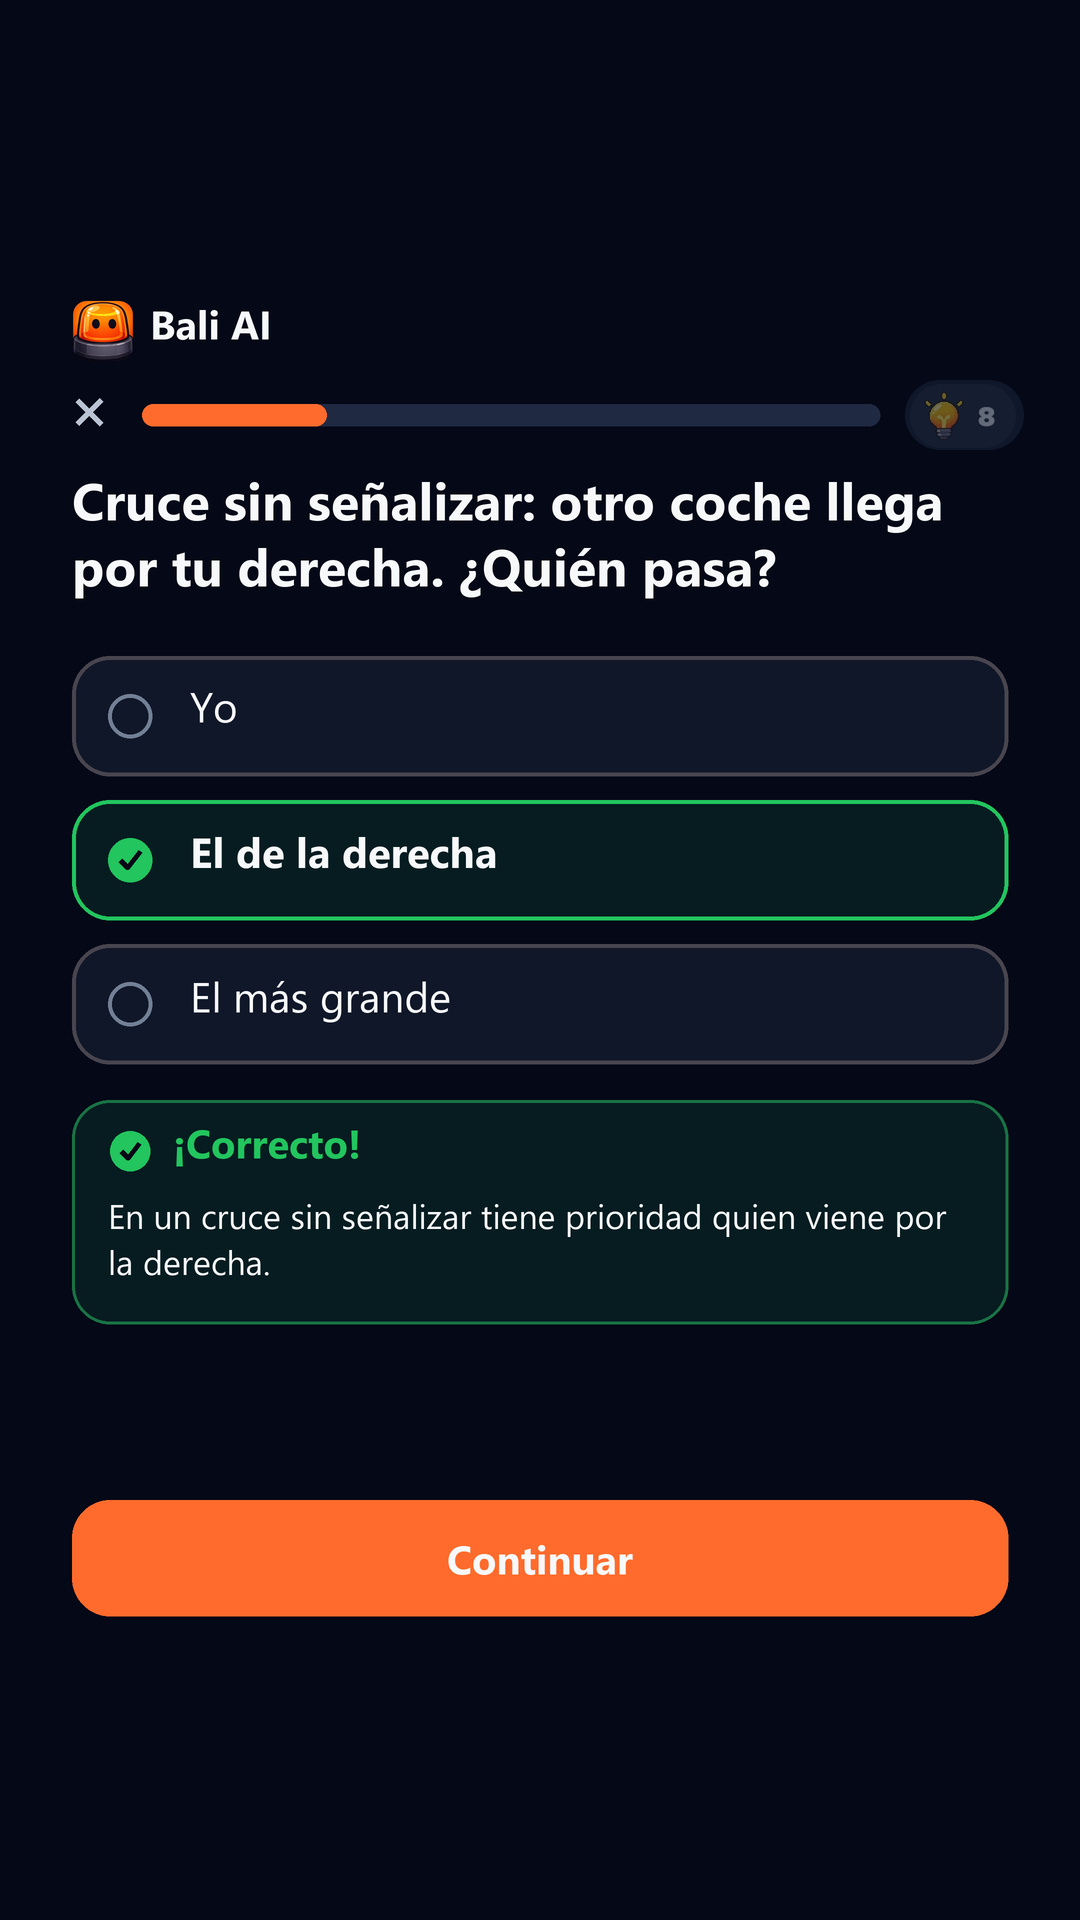 Bali AI
8
Cruce sin señalizar: otro coche llega
por tu derecha. ¿Quién pasa?
Yo
El de la derecha
El más grande
¡Correcto!
En un cruce sin señalizar tiene prioridad quien viene por
la derecha.
Continuar